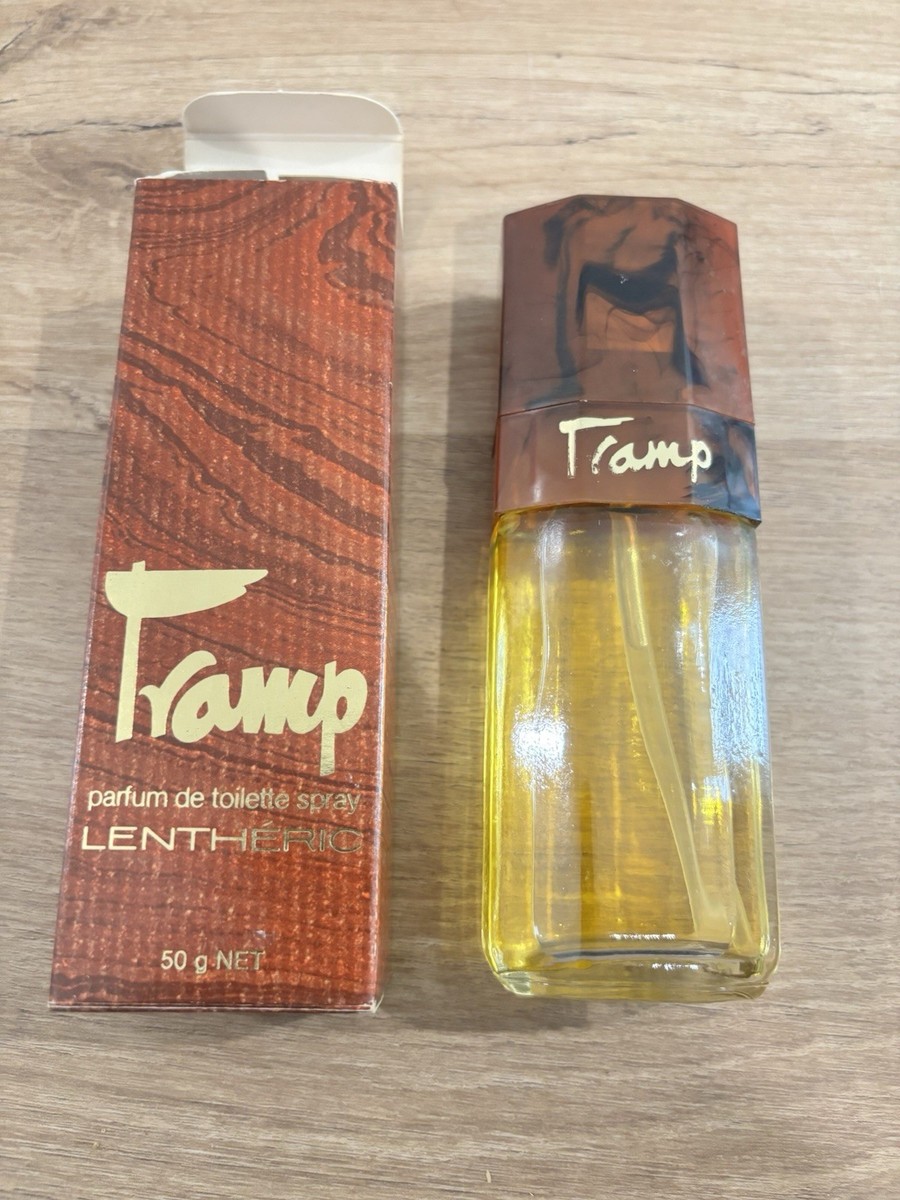 Tramp
parfum de toilette spray
LENTHÉRIC
50 g NET
Tramp